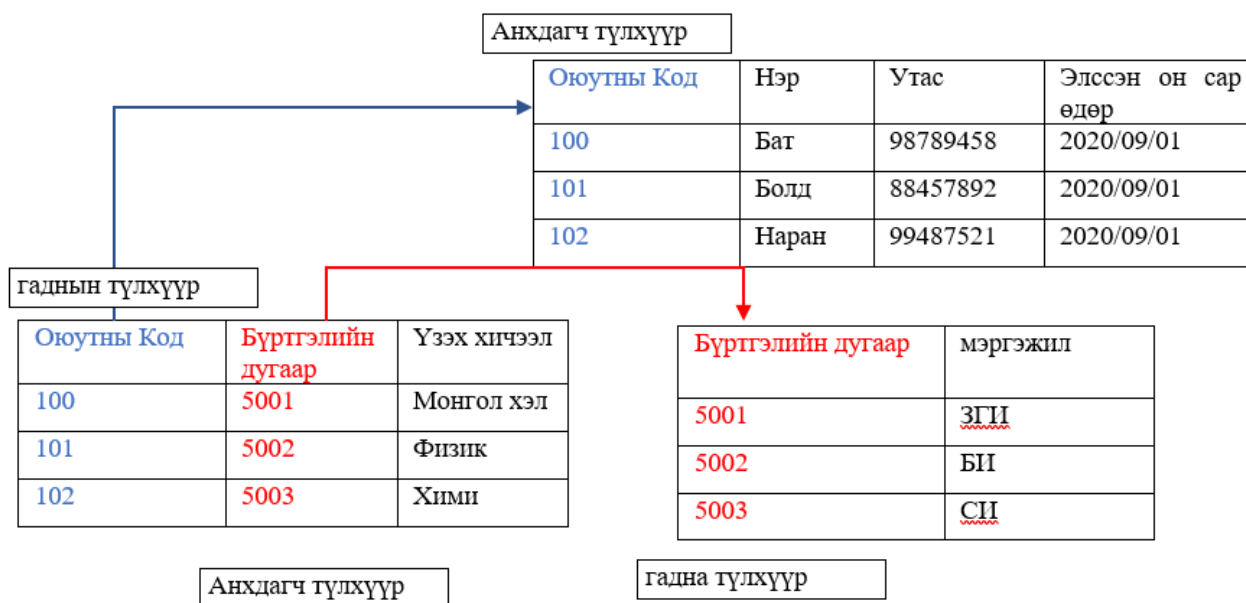 Анхдагч түлхүүр
Оюутны Код Нэр Утас Элссэн он сар
өдөр
100 Бат 98789458 2020/09/01
101 Болд 88457892 2020/09/01
102 Наран 99487521 2020/09/01
гаднын түлхүүр
Оюутны Код Бүртгэлийн Үзэх хичээл
дугаар
100 5001 Монгол хэл
101 5002 Физик
102 5003 Хими
Бүртгэлийн дугаар мэргэжил
5001 ЗГИ
5002 БИ
5003 СИ
Анхдагч түлхүүр
гадна түлхүүр